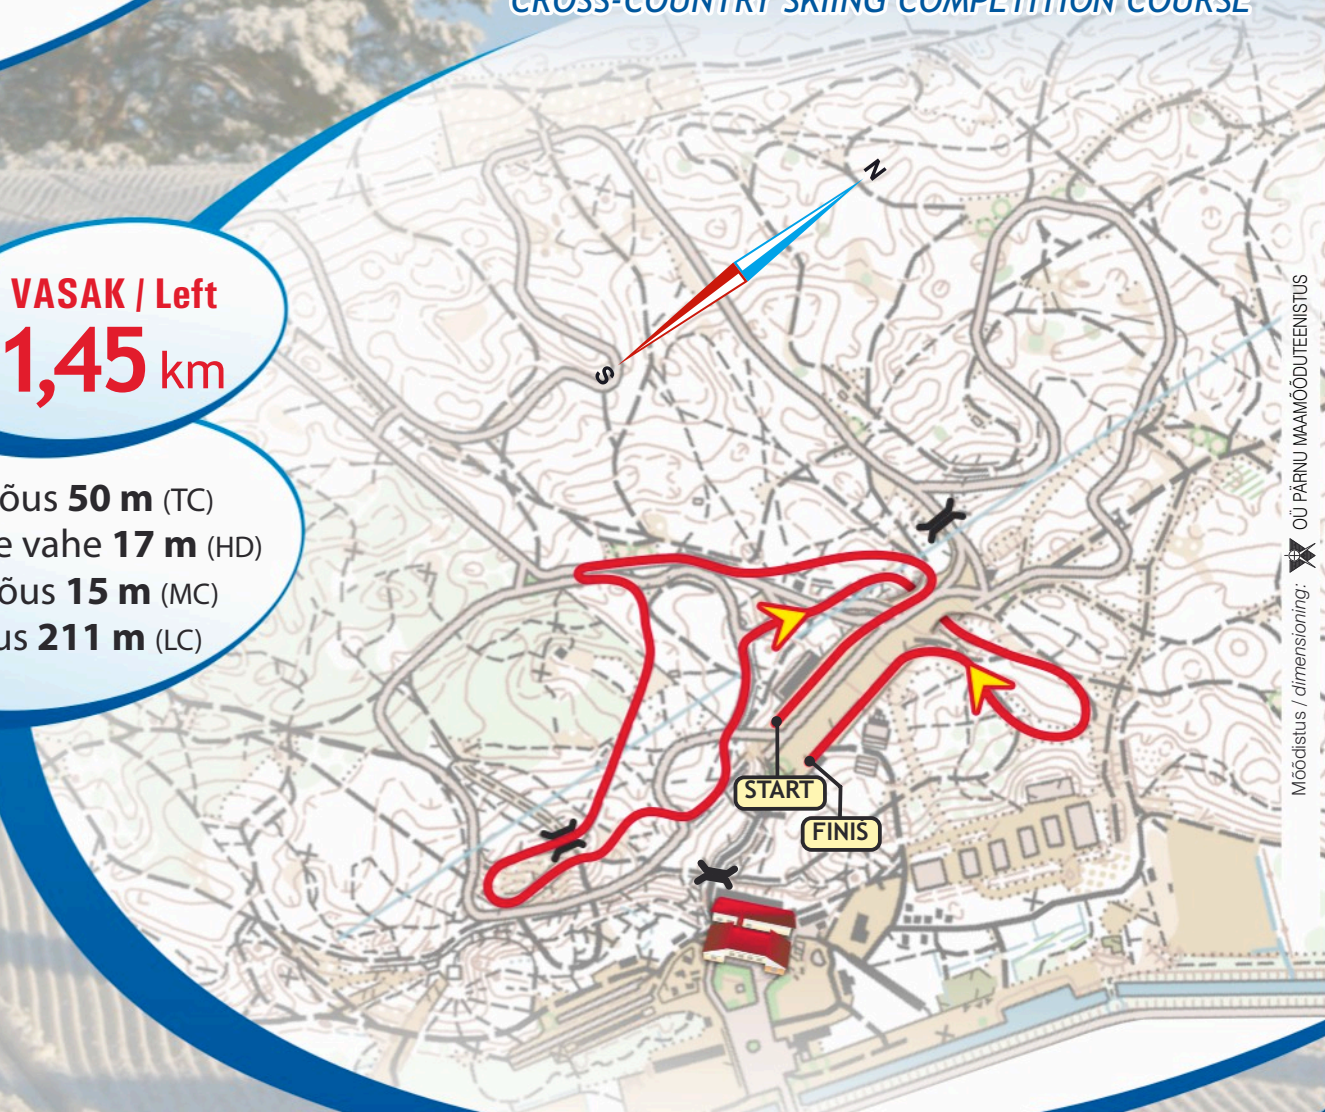 CROSS-COUNTRY SKIING COMPETITION COURSE
N
S
VASAK / Left
1,45 km
õus 50 m (TC)
e vahe 17 m (HD)
õus 15 m (MC)
us 211 m (LC)
START
FINIŠ
Mõõdistus / dimensioning: OÜ PÄRNU MAAMÕÕDUTEENISTUS